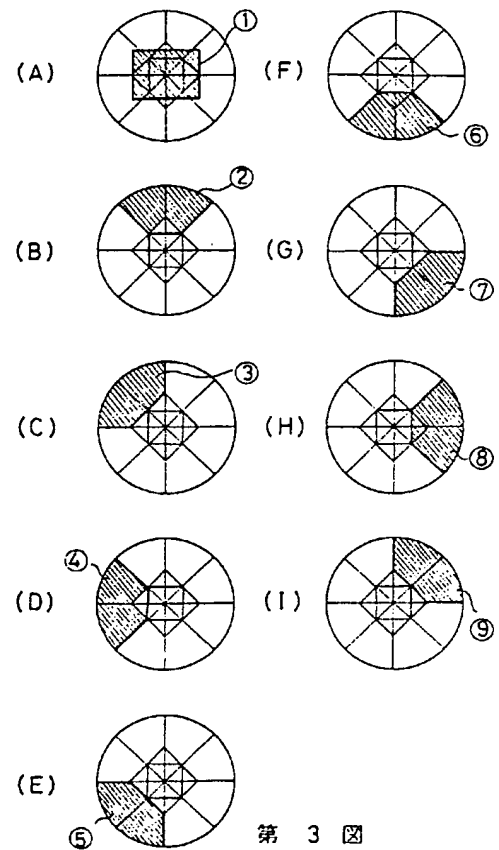 (A) ① (F) ⑥
(B) ② (G) ⑦
(C) ③ (H) ⑧
(D) ④ (I) ⑨
(E) ⑤
第 3 図